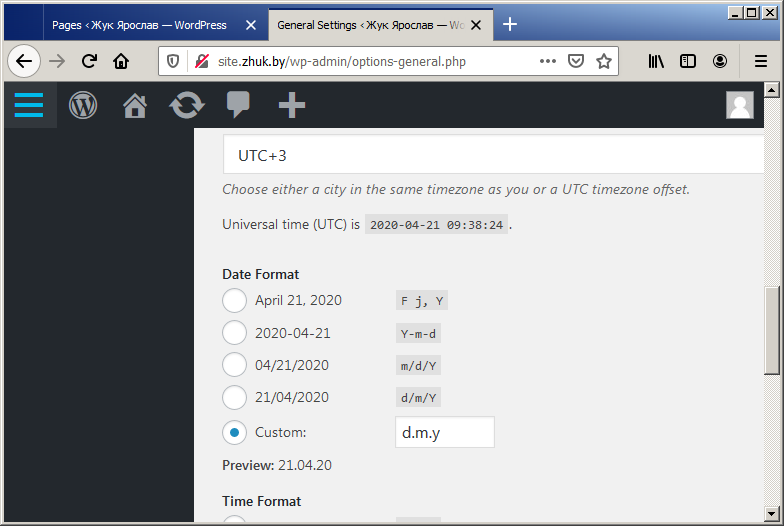 Pages ‹ Жук Ярослав — WordPress
General Settings ‹ Жук Ярослав — Wo
site.zhuk.by/wp-admin/options-general.php
UTC+3
Choose either a city in the same timezone as you or a UTC timezone offset.
Universal time (UTC) is 2020-04-21 09:38:24 .
Date Format
April 21, 2020 F j, Y
2020-04-21 Y-m-d
04/21/2020 m/d/Y
21/04/2020 d/m/Y
Custom: d.m.y
Preview: 21.04.20
Time Format